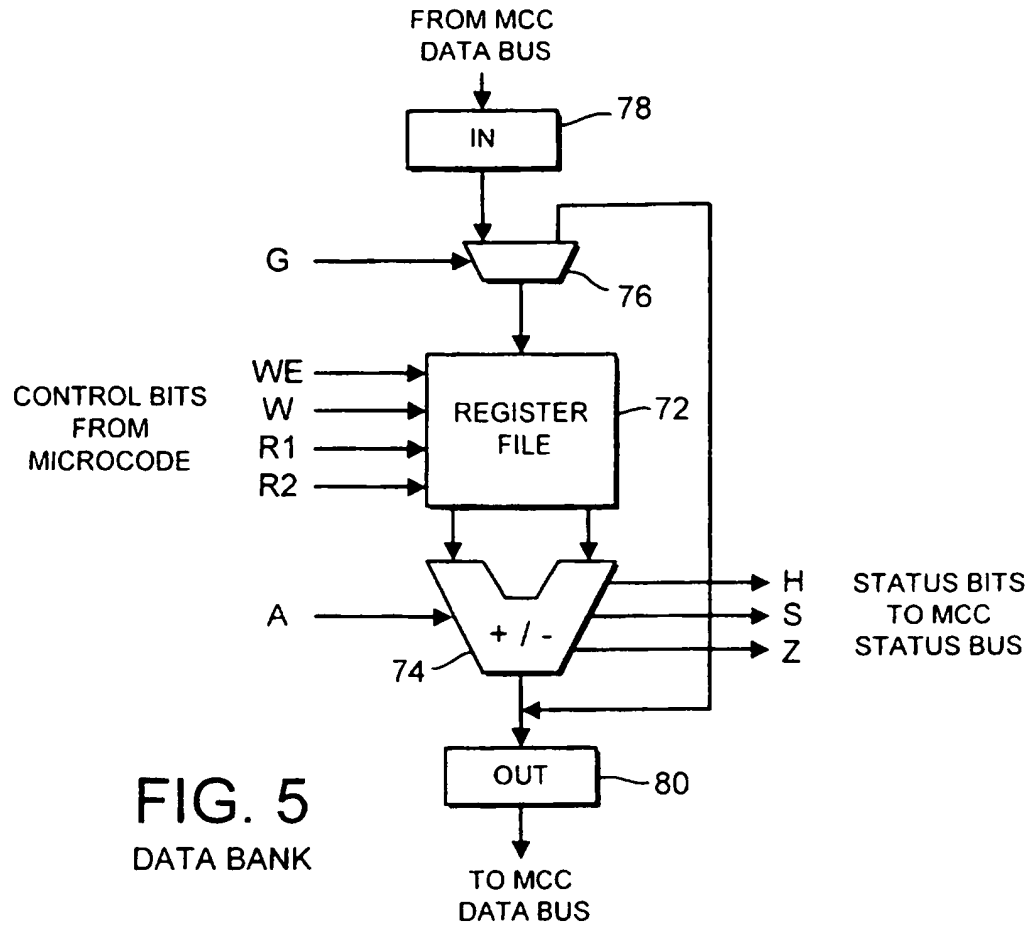 FROM MCC
DATA BUS
78
IN
G
76
CONTROL BITS
FROM
MICROCODE
WE
W
R1
R2
REGISTER
FILE
72
A
+ / -
74
H
S
Z
STATUS BITS
TO MCC
STATUS BUS
OUT
80
FIG. 5
DATA BANK
TO MCC
DATA BUS